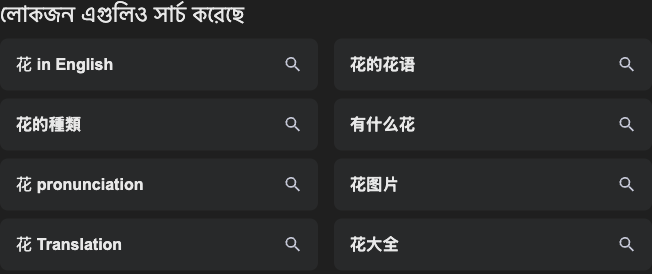 লোকজন এগুলিও সার্চ করেছে
花 in English
花的花语
花的種類
有什么花
花 pronunciation
花图片
花 Translation
花大全